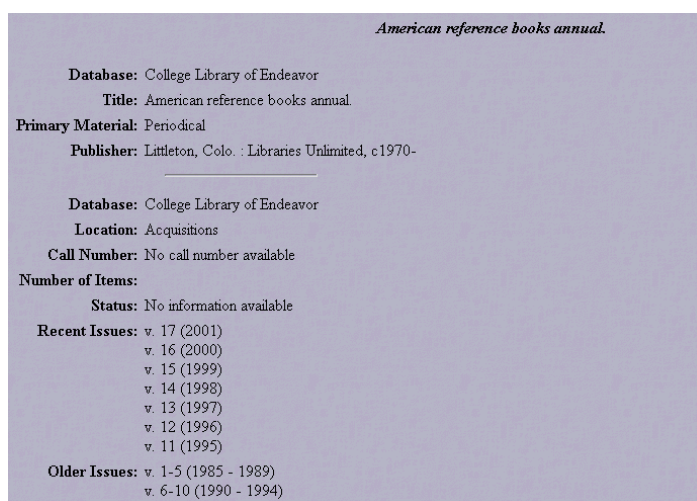 American reference books annual.
Database: College Library of Endeavor
Title: American reference books annual.
Primary Material: Periodical
Publisher: Littleton, Colo. : Libraries Unlimited, c1970-
Database: College Library of Endeavor
Location: Acquisitions
Call Number: No call number available
Number of Items:
Status: No information available
Recent Issues: v. 17 (2001)
v. 16 (2000)
v. 15 (1999)
v. 14 (1998)
v. 13 (1997)
v. 12 (1996)
v. 11 (1995)
Older Issues: v. 1-5 (1985 - 1989)
v. 6-10 (1990 - 1994)